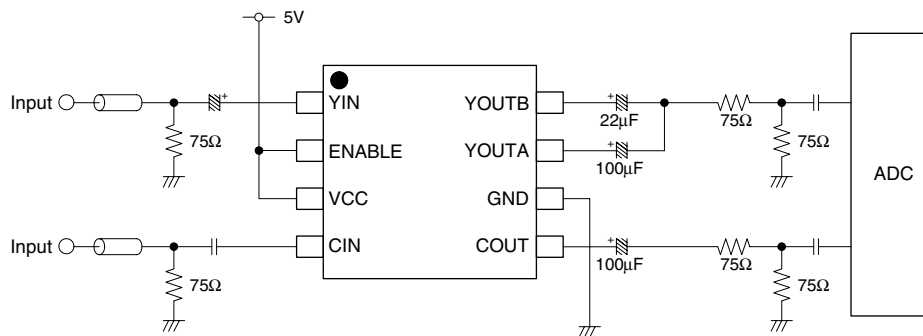 5V
Input
YIN
YOUTB
+
+
22µF
75Ω
75Ω
75Ω
ENABLE
YOUTA
+
100µF
ADC
VCC
GND
Input
CIN
COUT
+
100µF
75Ω
75Ω
75Ω